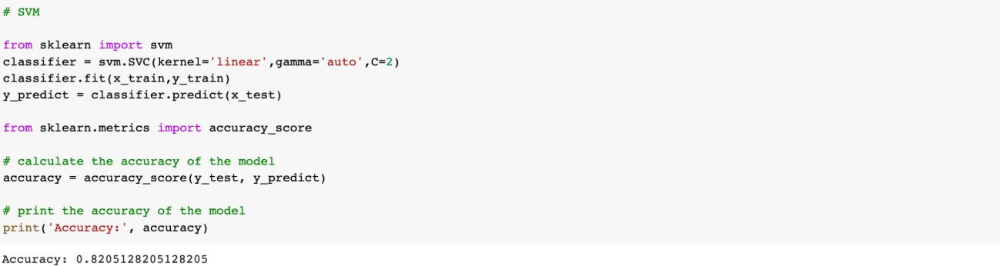 # SVM
from sklearn import svm
classifier = svm.SVC(kernel='linear',gamma='auto',C=2)
classifier.fit(x_train,y_train)
y_predict = classifier.predict(x_test)
from sklearn.metrics import accuracy_score
# calculate the accuracy of the model
accuracy = accuracy_score(y_test, y_predict)
# print the accuracy of the model
print('Accuracy:', accuracy)
Accuracy: 0.8205128205128205